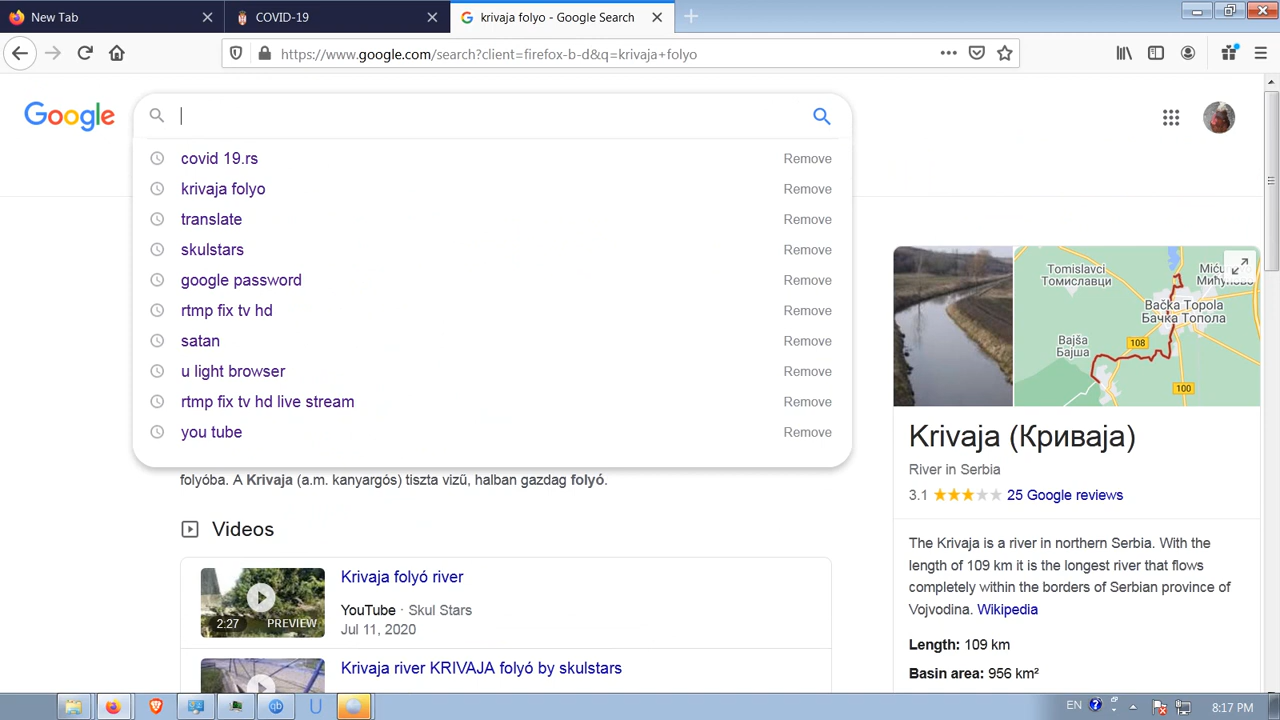 New Tab
COVID-19
krivaja folyo - Google Search
https://www.google.com/search?client=firefox-b-d&q=krivaja+folyo
Google
covid 19.rs Remove
krivaja folyo Remove
translate Remove
skulstars Remove
google password Remove
rtmp fix tv hd Remove
satan Remove
u light browser Remove
rtmp fix tv hd live stream Remove
you tube Remove
folyóba. A Krivaja (a.m. kanyargós) tiszta vizű, halban gazdag folyó.
Videos
2:27 PREVIEW
Krivaja folyó river
YouTube · Skul Stars
Jul 11, 2020
Krivaja river KRIVAJA folyó by skulstars
Tomislavci
Томиславци
Mićunovo
Мићуново
Bačka Topola
Бачка Топола
Bajša
Бајша
108
100
Krivaja (Криваја)
River in Serbia
3.1 25 Google reviews
The Krivaja is a river in northern Serbia. With the
length of 109 km it is the longest river that flows
completely within the borders of Serbian province of
Vojvodina. Wikipedia
Length: 109 km
Basin area: 956 km²
EN
8:17 PM